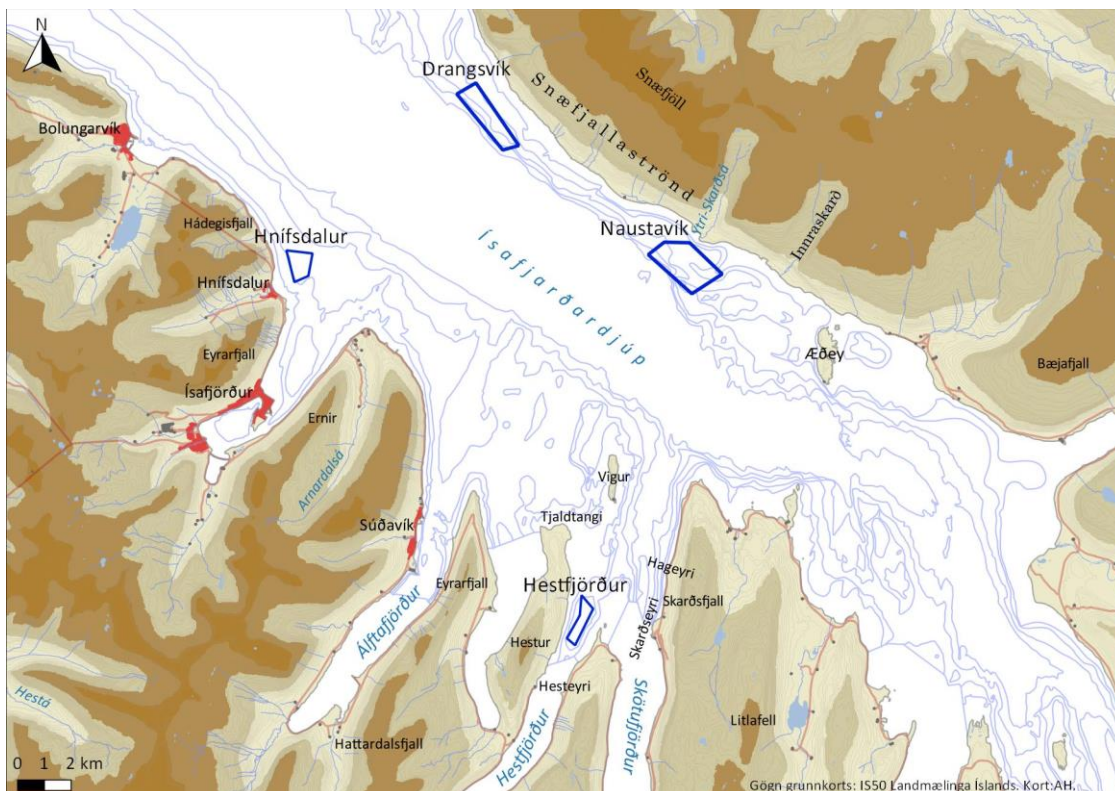 N
Drangsvík
Snæfjöll
Snæfjallaströnd
Bolungarvík
Ytri-Skarðsá
Innraskarð
Hádegisfjall
Hnífsdalur
Naustavík
Hnífsdalur
Ísafjarðardjúp
Eyrarfjall
Æðey
Bæjafjall
Ísafjörður
Ernir
Arnardalsá
Vigur
Súðavík
Tjaldtangi
Hageyri
Eyrarfjall
Hestfjörður
Skarðsfjall
Álftafjörður
Hestur
Skarðseyri
Hestá
Hesteyri
Skötufjörður
Litlafell
Hattardalsfjall
Hestfjörður
0 1 2 km
Gögn grunnkorts: IS50 Landmælinga Íslands. Kort:AH.